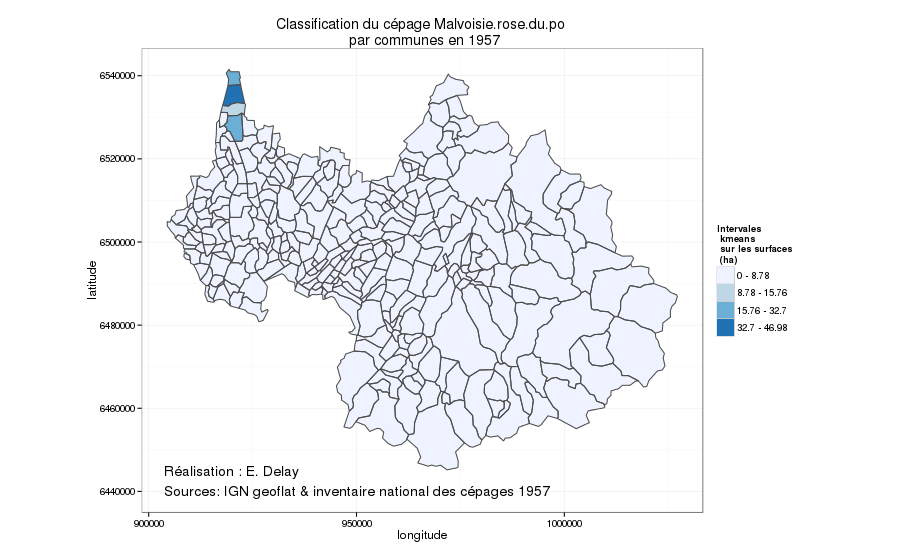 Classification du cépage Malvoisie.rose.du.po
par communes en 1957
6540000
6520000
6500000
6480000
6460000
6440000
latitude
900000
950000
1000000
longitude
Réalisation : E. Delay
Sources: IGN geoflat & inventaire national des cépages 1957
Intervales
kmeans
sur les surfaces
(ha)
0 - 8.78
8.78 - 15.76
15.76 - 32.7
32.7 - 46.98